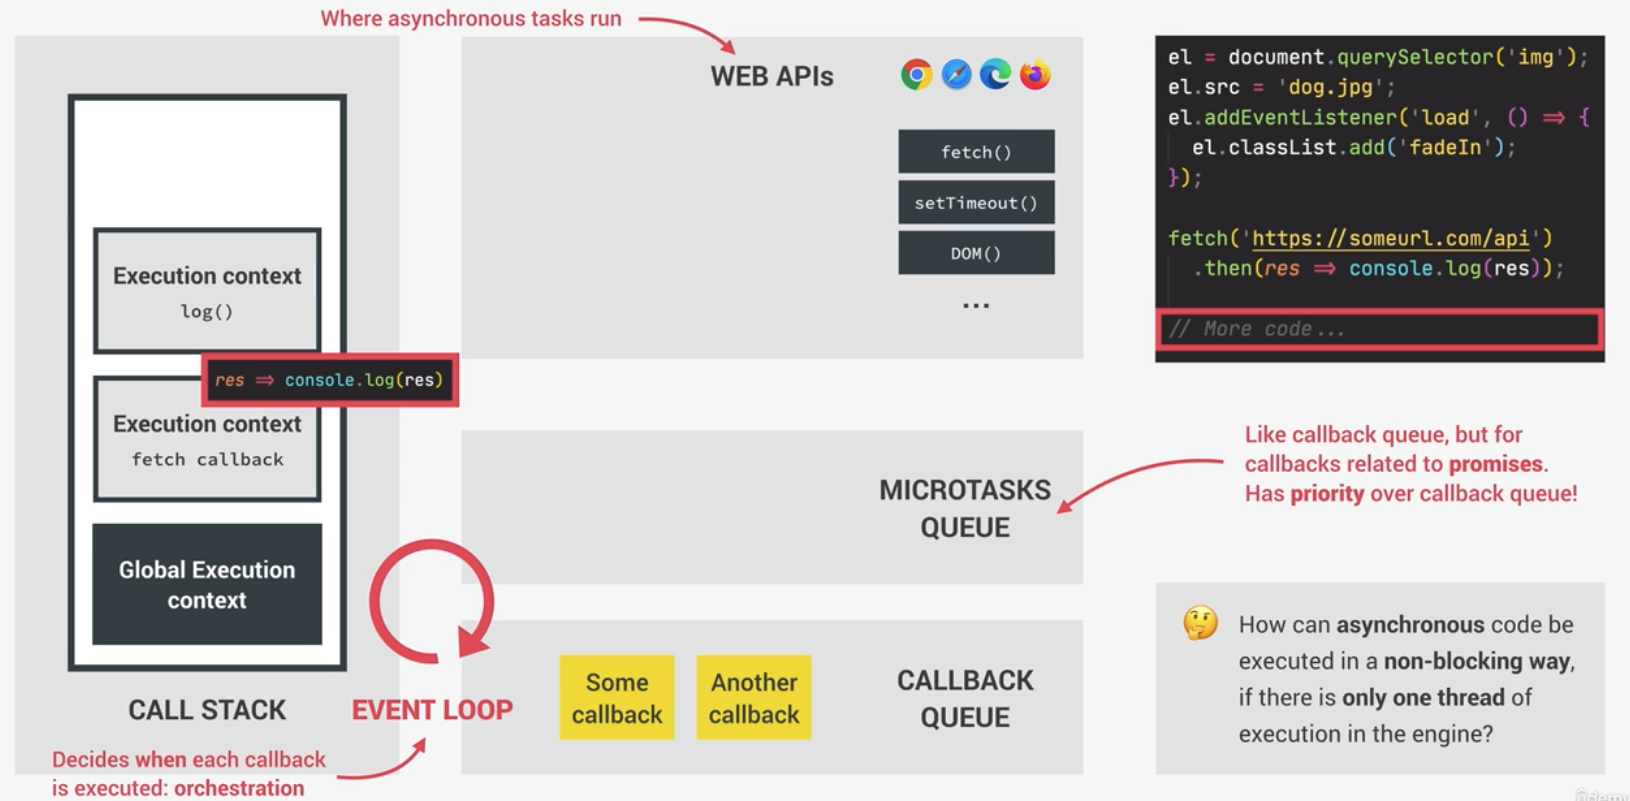 Where asynchronous tasks run
WEB APIs
fetch()
setTimeout()
DOM()
...
el = document.querySelector('img');
el.src = 'dog.jpg';
el.addEventListener('load', () => {
el.classList.add('fadeIn');
});
fetch('https://someurl.com/api')
.then(res => console.log(res));
// More code...
Execution context
log()
res => console.log(res)
Execution context
fetch callback
Global Execution
context
CALL STACK
EVENT LOOP
Decides when each callback
is executed: orchestration
MICROTASKS
QUEUE
Like callback queue, but for
callbacks related to promises.
Has priority over callback queue!
Some
callback
Another
callback
CALLBACK
QUEUE
How can asynchronous code be
executed in a non-blocking way,
if there is only one thread of
execution in the engine?
ûdemy